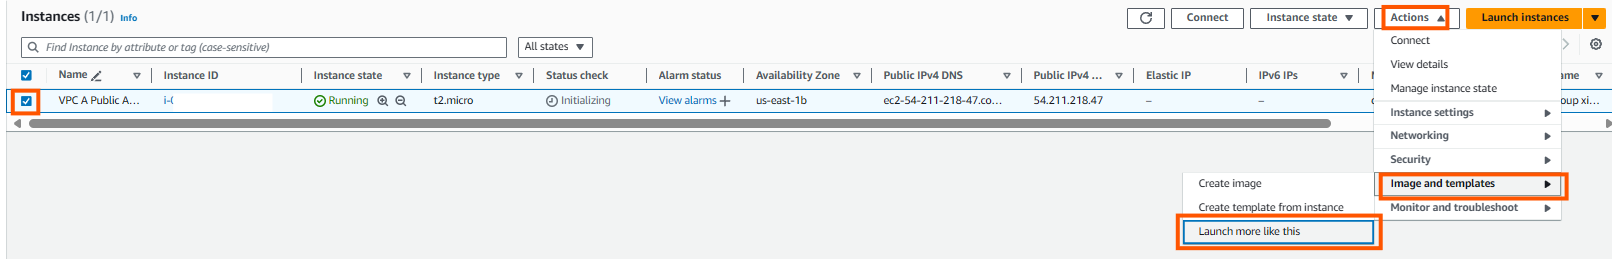 Instances (1/1) Info
Connect
Instance state
Actions
Launch instances
Find Instance by attribute or tag (case-sensitive)
All states
Name Instance ID Instance state Instance type Status check Alarm status Availability Zone Public IPv4 DNS Public IPv4 ... Elastic IP IPv6 IPs
VPC A Public A... Running t2.micro Initializing View alarms us-east-1b ec2-54-211-218-47.co... 54.211.218.47 – – oup xi...
Connect
View details
Manage instance state
Instance settings
Networking
Security
Image and templates
Monitor and troubleshoot
Create image
Create template from instance
Launch more like this